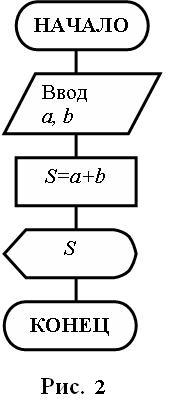 НАЧАЛО
Ввод
a, b
S=a+b
S
КОНЕЦ
Рис. 2